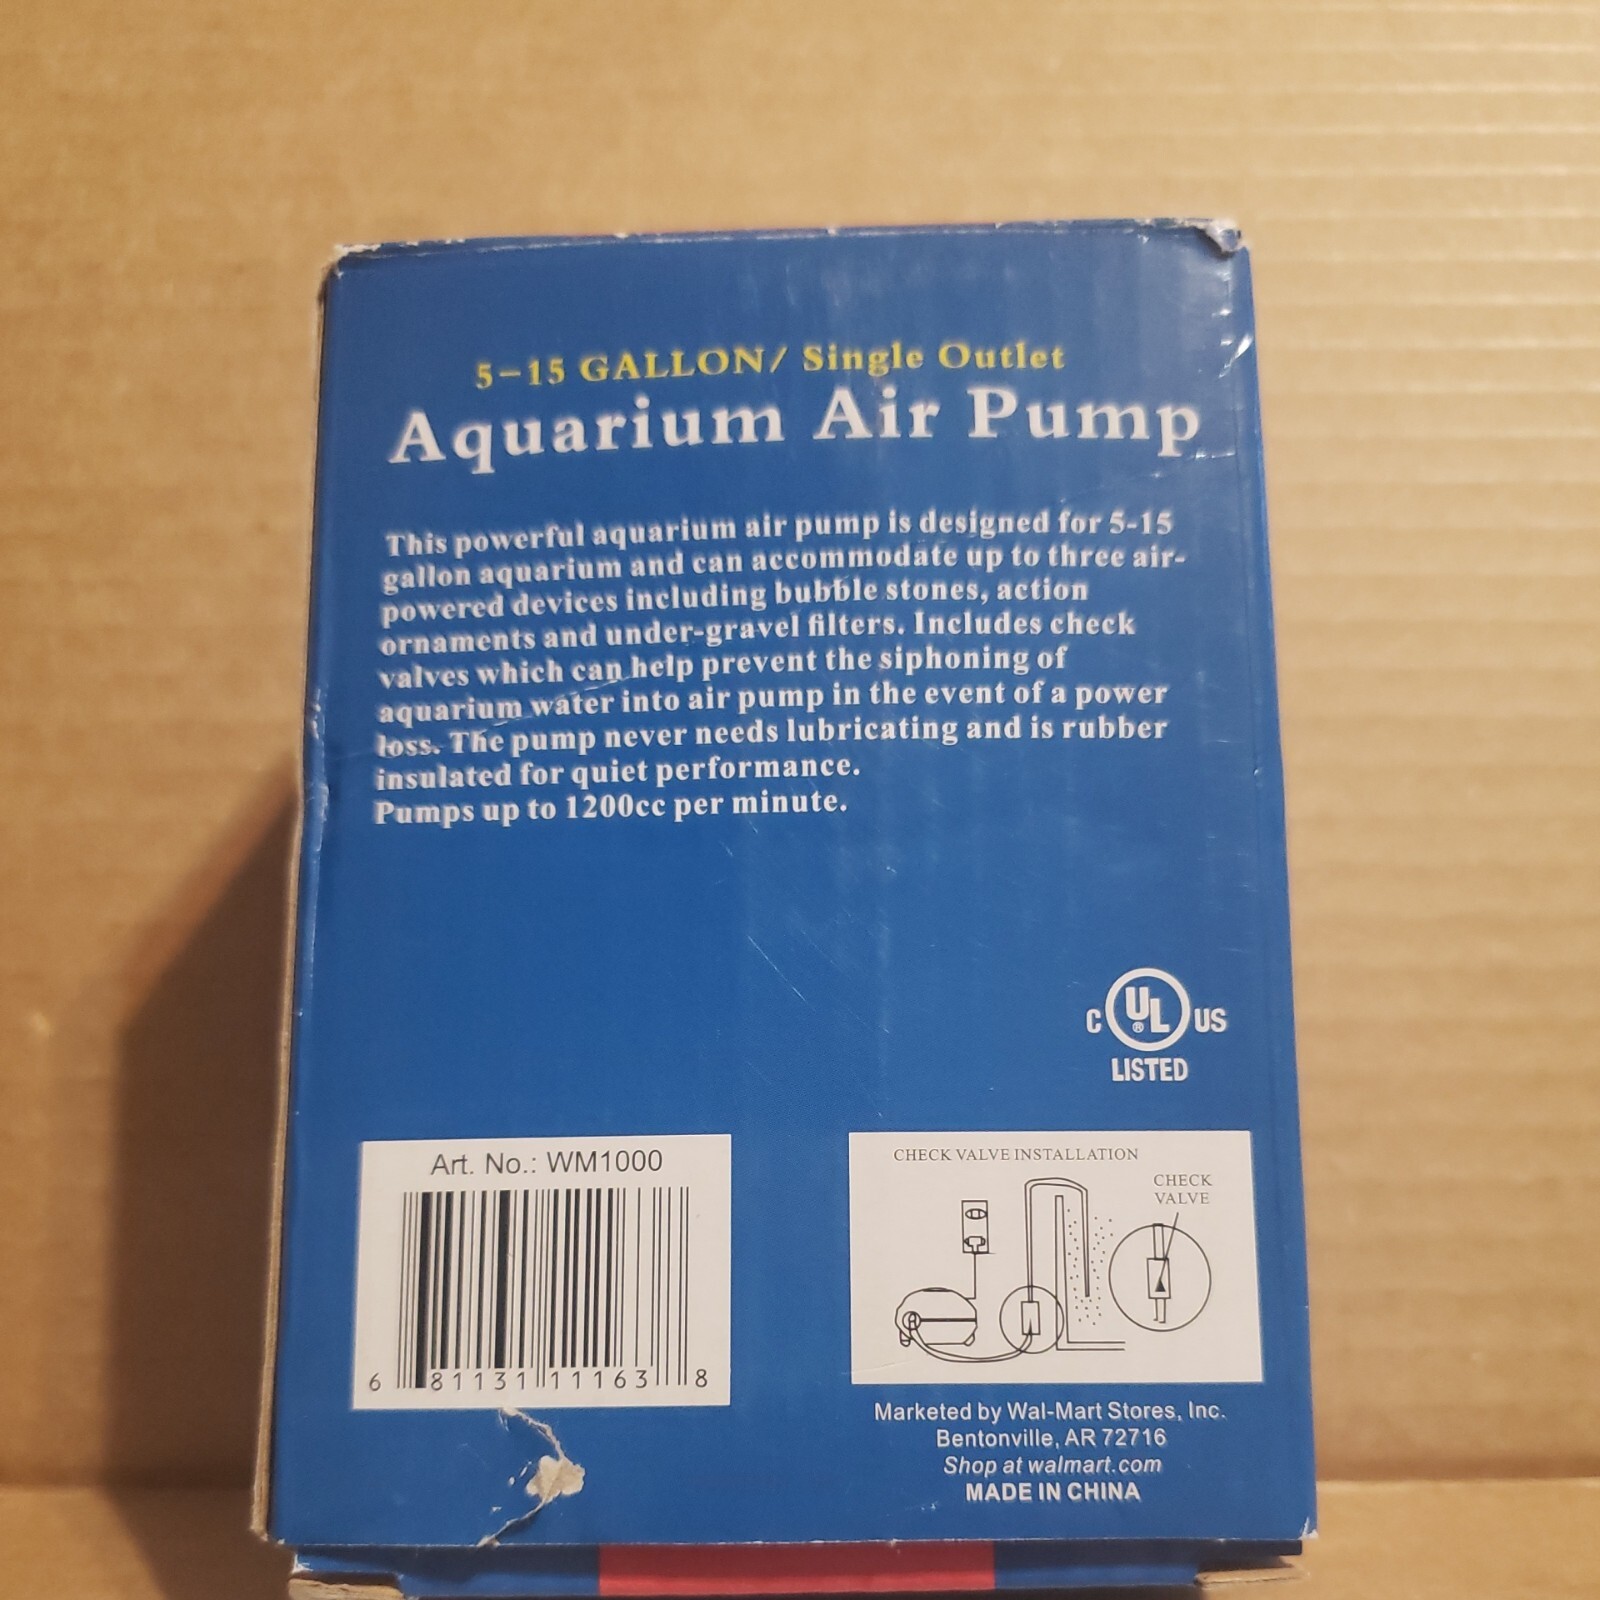 5-15 GALLON/ Single Outlet
Aquarium Air Pump
This powerful aquarium air pump is designed for 5-15
gallon aquarium and can accommodate up to three air-
powered devices including bubble stones, action
ornaments and under-gravel filters. Includes check
valves which can help prevent the siphoning of
aquarium water into air pump in the event of a power
loss. The pump never needs lubricating and is rubber
insulated for quiet performance.
Pumps up to 1200cc per minute.
C UL ® US
LISTED
Art. No.: WM1000
6 81131 11163 8
CHECK VALVE INSTALLATION
CHECK
VALVE
Marketed by Wal-Mart Stores, Inc.
Bentonville, AR 72716
Shop at walmart.com
MADE IN CHINA